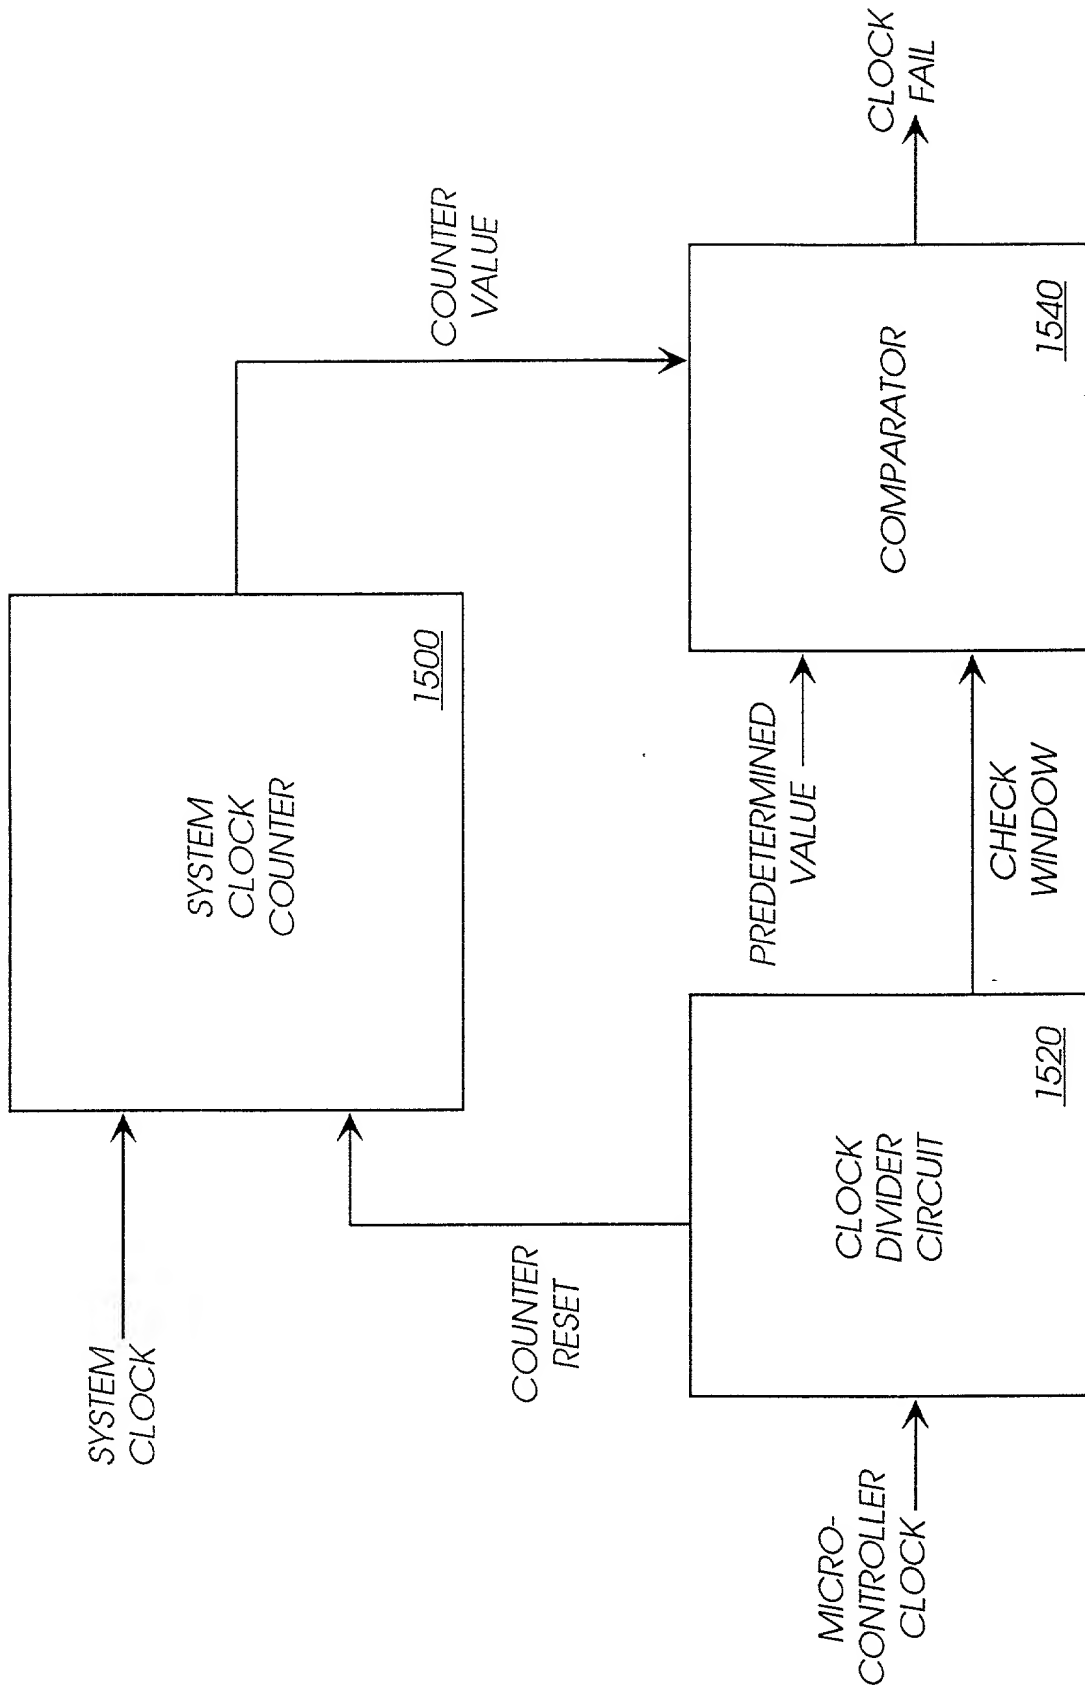 SYSTEM
CLOCK
SYSTEM
CLOCK
COUNTER
1500
COUNTER
VALUE
COUNTER
RESET
MICRO-
CONTROLLER
CLOCK
CLOCK
DIVIDER
CIRCUIT
1520
PREDETERMINED
VALUE
CHECK
WINDOW
COMPARATOR
1540
CLOCK
FAIL